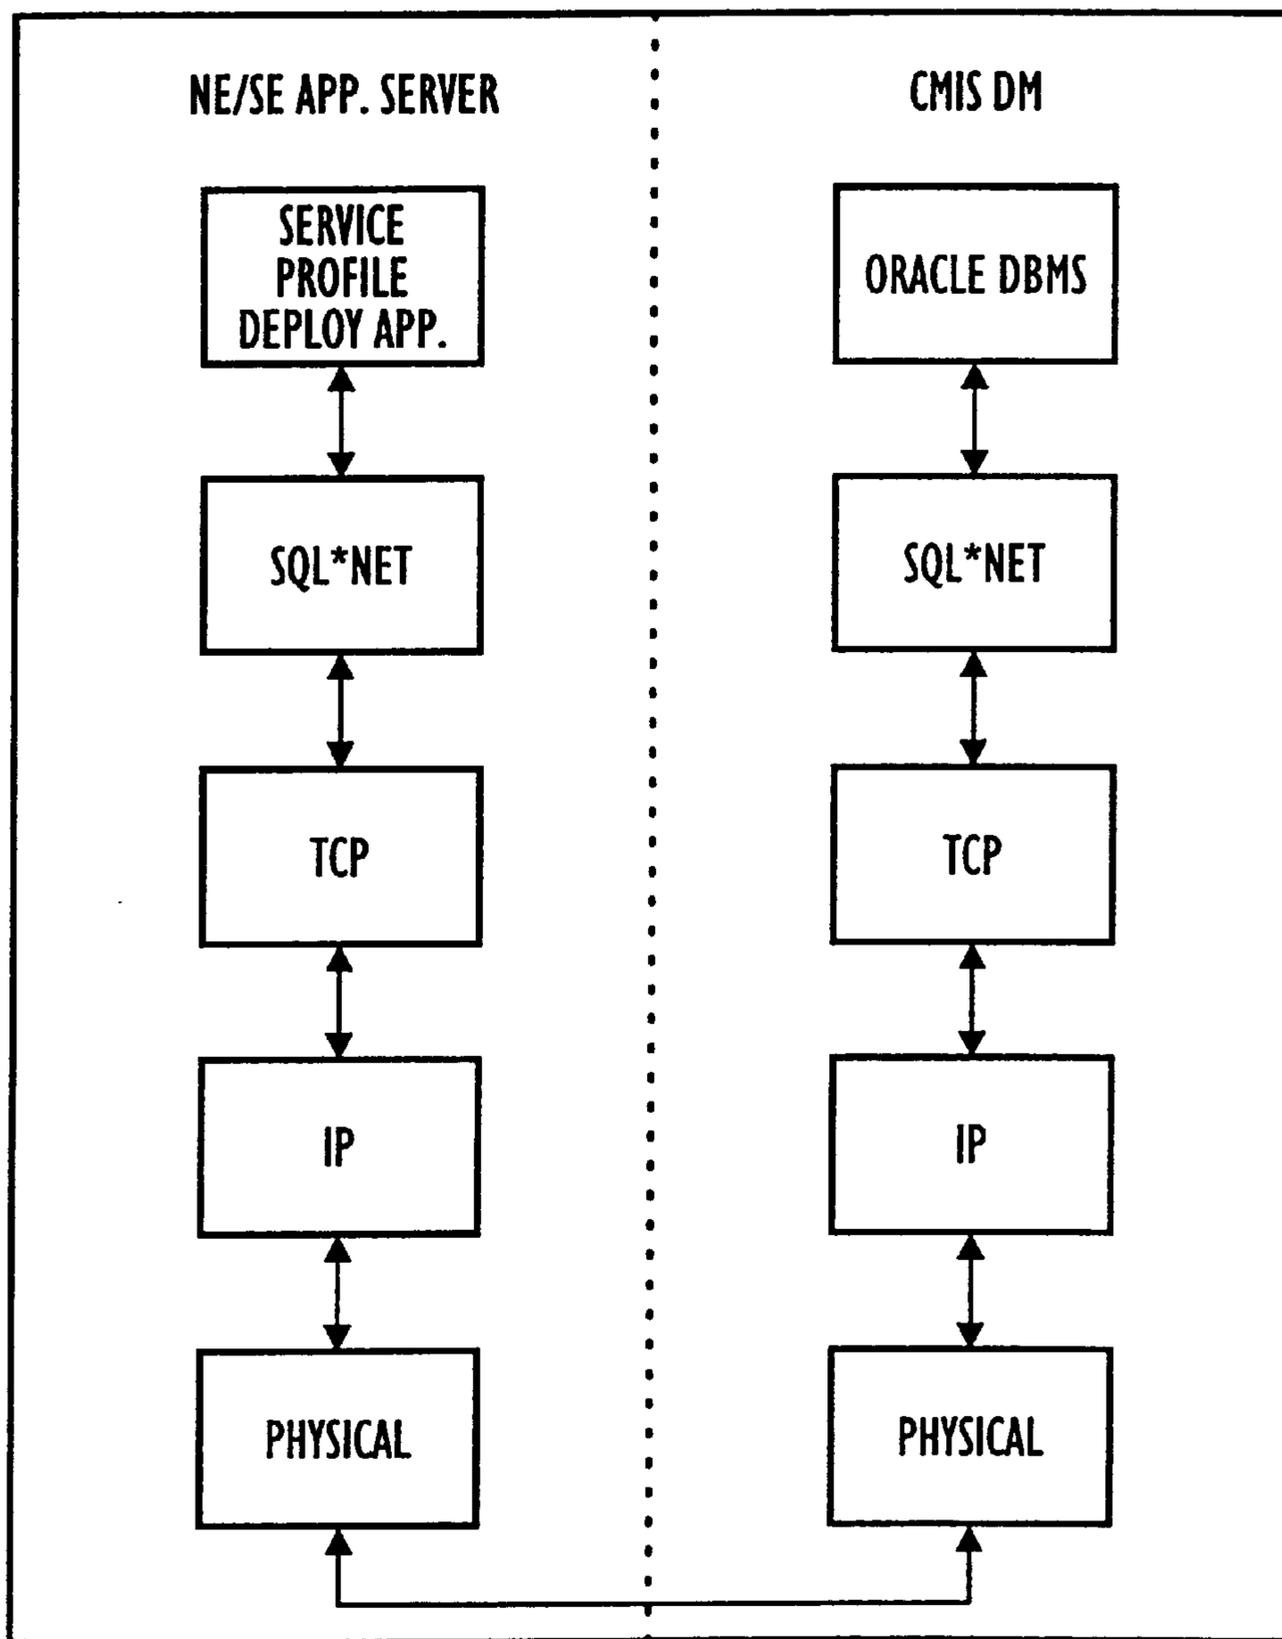 NE/SE APP. SERVER
SERVICE
PROFILE
DEPLOY APP.
SQL*NET
TCP
IP
PHYSICAL
CMIS DM
ORACLE DBMS
SQL*NET
TCP
IP
PHYSICAL